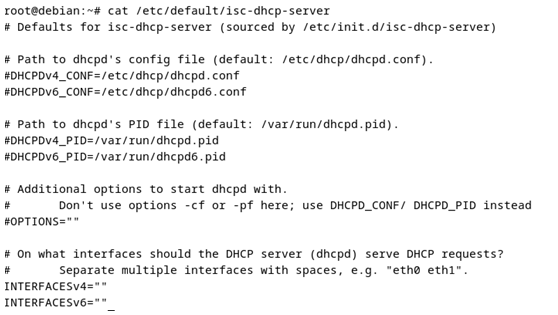 root@debian:~# cat /etc/default/isc-dhcp-server
# Defaults for isc-dhcp-server (sourced by /etc/init.d/isc-dhcp-server)

# Path to dhcpd's config file (default: /etc/dhcp/dhcpd.conf).
#DHCPDv4_CONF=/etc/dhcp/dhcpd.conf
#DHCPDv6_CONF=/etc/dhcp/dhcpd6.conf

# Path to dhcpd's PID file (default: /var/run/dhcpd.pid).
#DHCPDv4_PID=/var/run/dhcpd.pid
#DHCPDv6_PID=/var/run/dhcpd6.pid

# Additional options to start dhcpd with.
#       Don't use options -cf or -pf here; use DHCPD_CONF/ DHCPD_PID instead
#OPTIONS=""

# On what interfaces should the DHCP server (dhcpd) serve DHCP requests?
#       Separate multiple interfaces with spaces, e.g. "eth0 eth1".
INTERFACESv4=""
INTERFACESv6=""